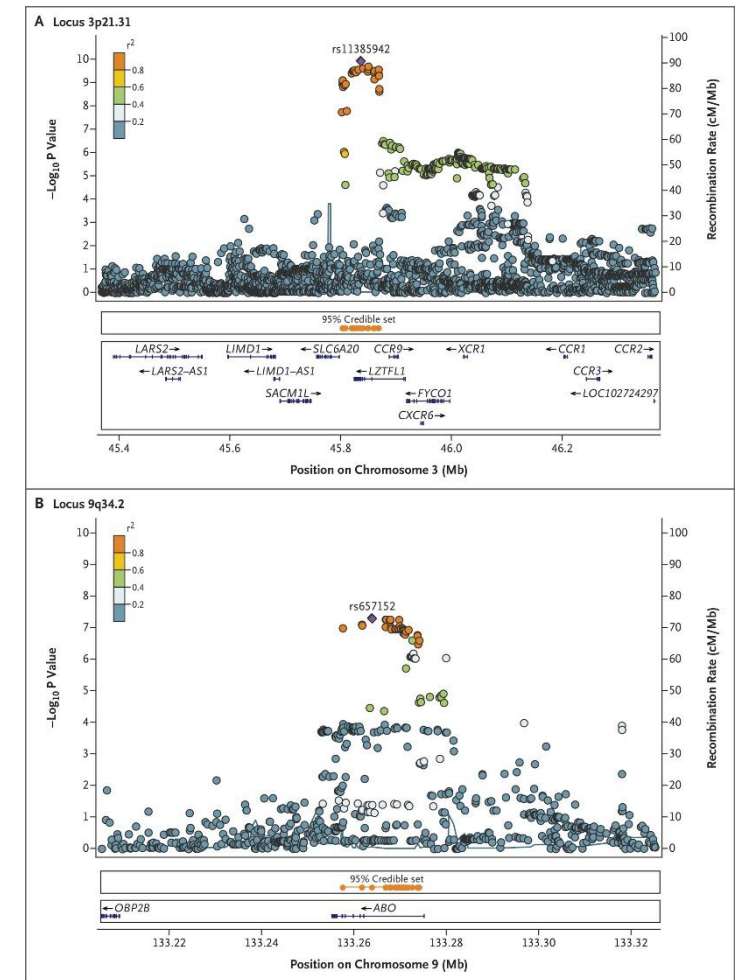 A Locus 3p21.31
rs11385942
r²
0.8
0.6
0.4
0.2
10
9
8
7
6
5
4
3
2
1
0
−Log₁₀ P Value
100
90
80
70
60
50
40
30
20
10
0
Recombination Rate (cM/Mb)
95% Credible set
LARS2→ LIMD1→ ←SLC6A20 CCR9→ ←XCR1 ←CCR1 CCR2→
←LARS2–AS1 ←LIMD1–AS1 ←LZTFL1 CCR3→
SACM1L→ ←FYCO1 ←LOC102724297
CXCR6→
45.4 45.6 45.8 46.0 46.2
Position on Chromosome 3 (Mb)
B Locus 9q34.2
rs657152
r²
0.8
0.6
0.4
0.2
10
9
8
7
6
5
4
3
2
1
0
−Log₁₀ P Value
100
90
80
70
60
50
40
30
20
10
0
Recombination Rate (cM/Mb)
95% Credible set
←OBP2B ←ABO
133.22 133.24 133.26 133.28 133.30 133.32
Position on Chromosome 9 (Mb)